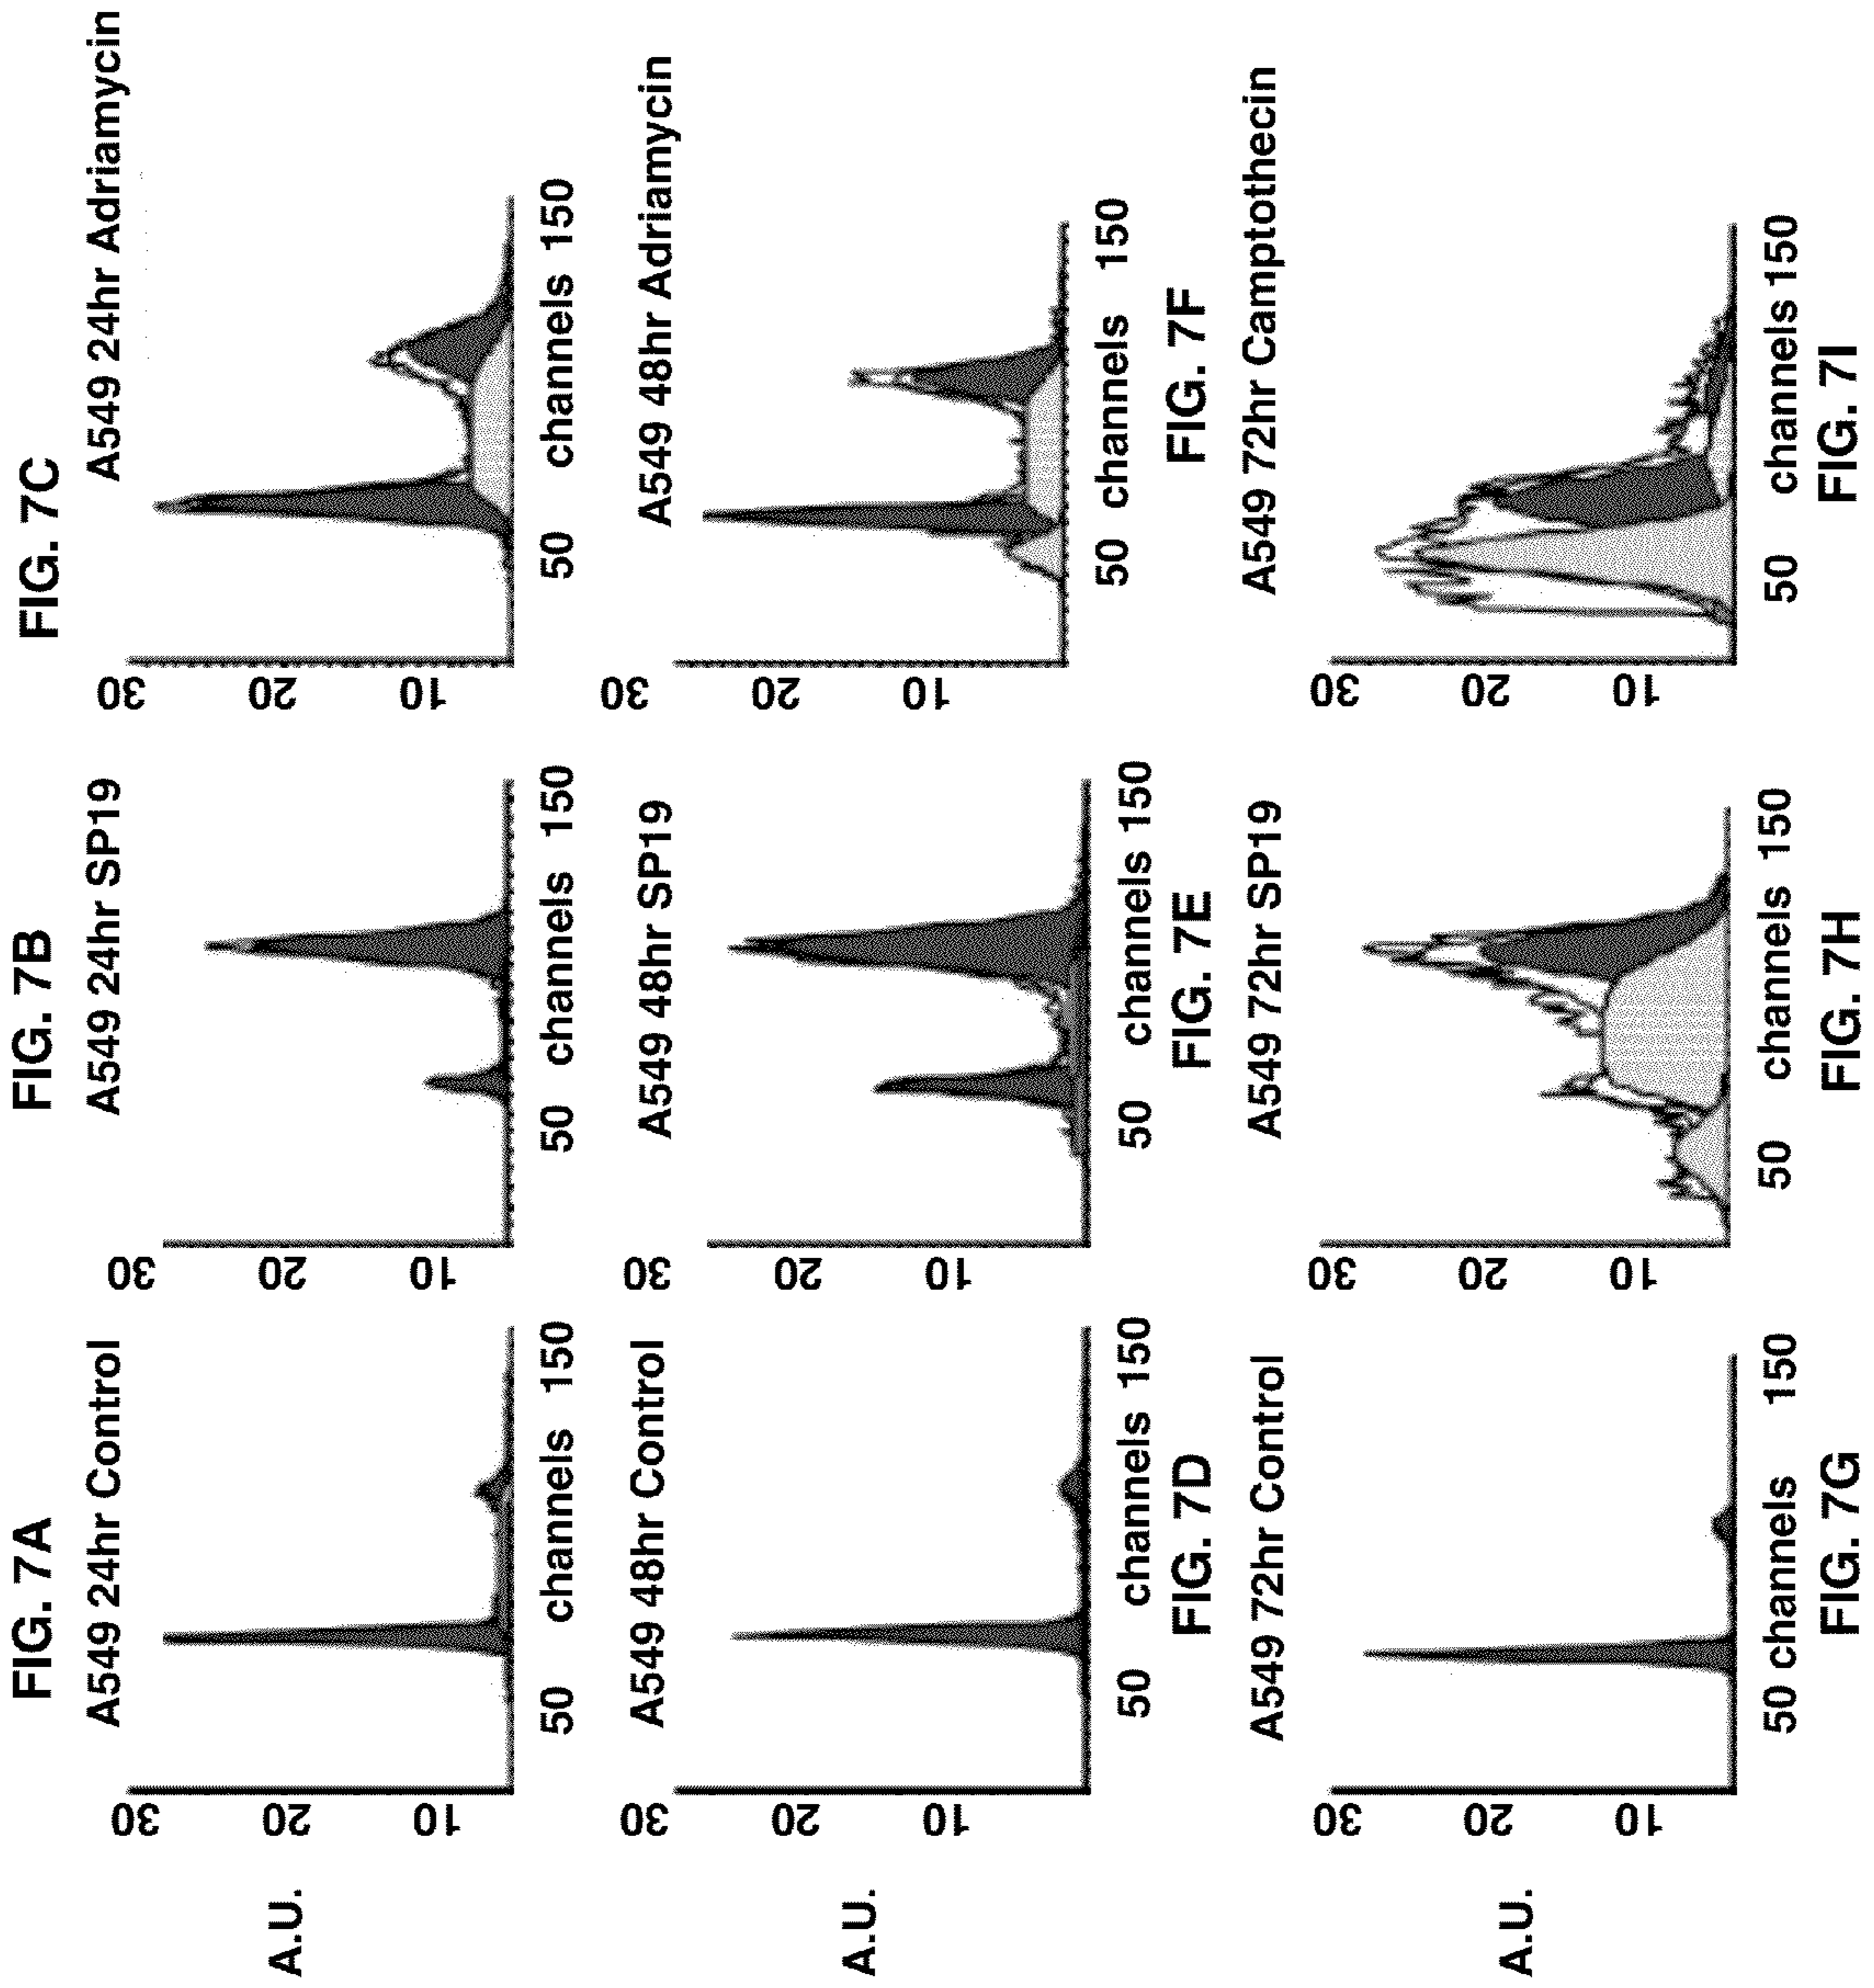 FIG. 7A
A549 24hr Control
A.U.
30
20
10
50 channels 150
FIG. 7B
A549 24hr SP19
30
20
10
50 channels 150
FIG. 7C
A549 24hr Adriamycin
30
20
10
50 channels 150
A549 48hr Control
A.U.
30
20
10
50 channels 150
FIG. 7D
A549 48hr SP19
30
20
10
50 channels 150
FIG. 7E
A549 48hr Adriamycin
30
20
10
50 channels 150
FIG. 7F
A549 72hr Control
A.U.
30
20
10
50 channels 150
FIG. 7G
A549 72hr SP19
30
20
10
50 channels 150
FIG. 7H
A549 72hr Camptothecin
30
20
10
50 channels 150
FIG. 7I